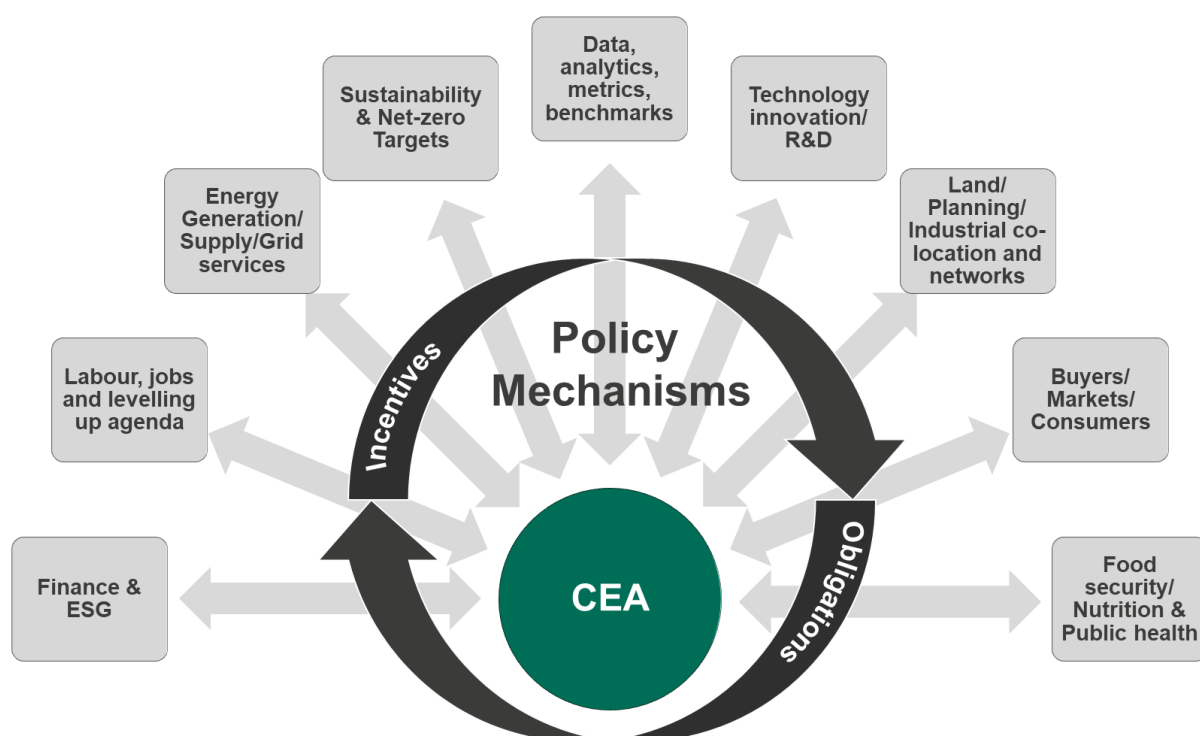 Data,
analytics,
metrics,
benchmarks
Sustainability
& Net-zero
Targets
Technology
innovation/
R&D
Energy
Generation/
Supply/Grid
services
Land/
Planning/
Industrial co-
location and
networks
Labour, jobs
and levelling
up agenda
Buyers/
Markets/
Consumers
Finance &
ESG
Food
security/
Nutrition &
Public health
Policy
Mechanisms
Incentives
Obligations
CEA